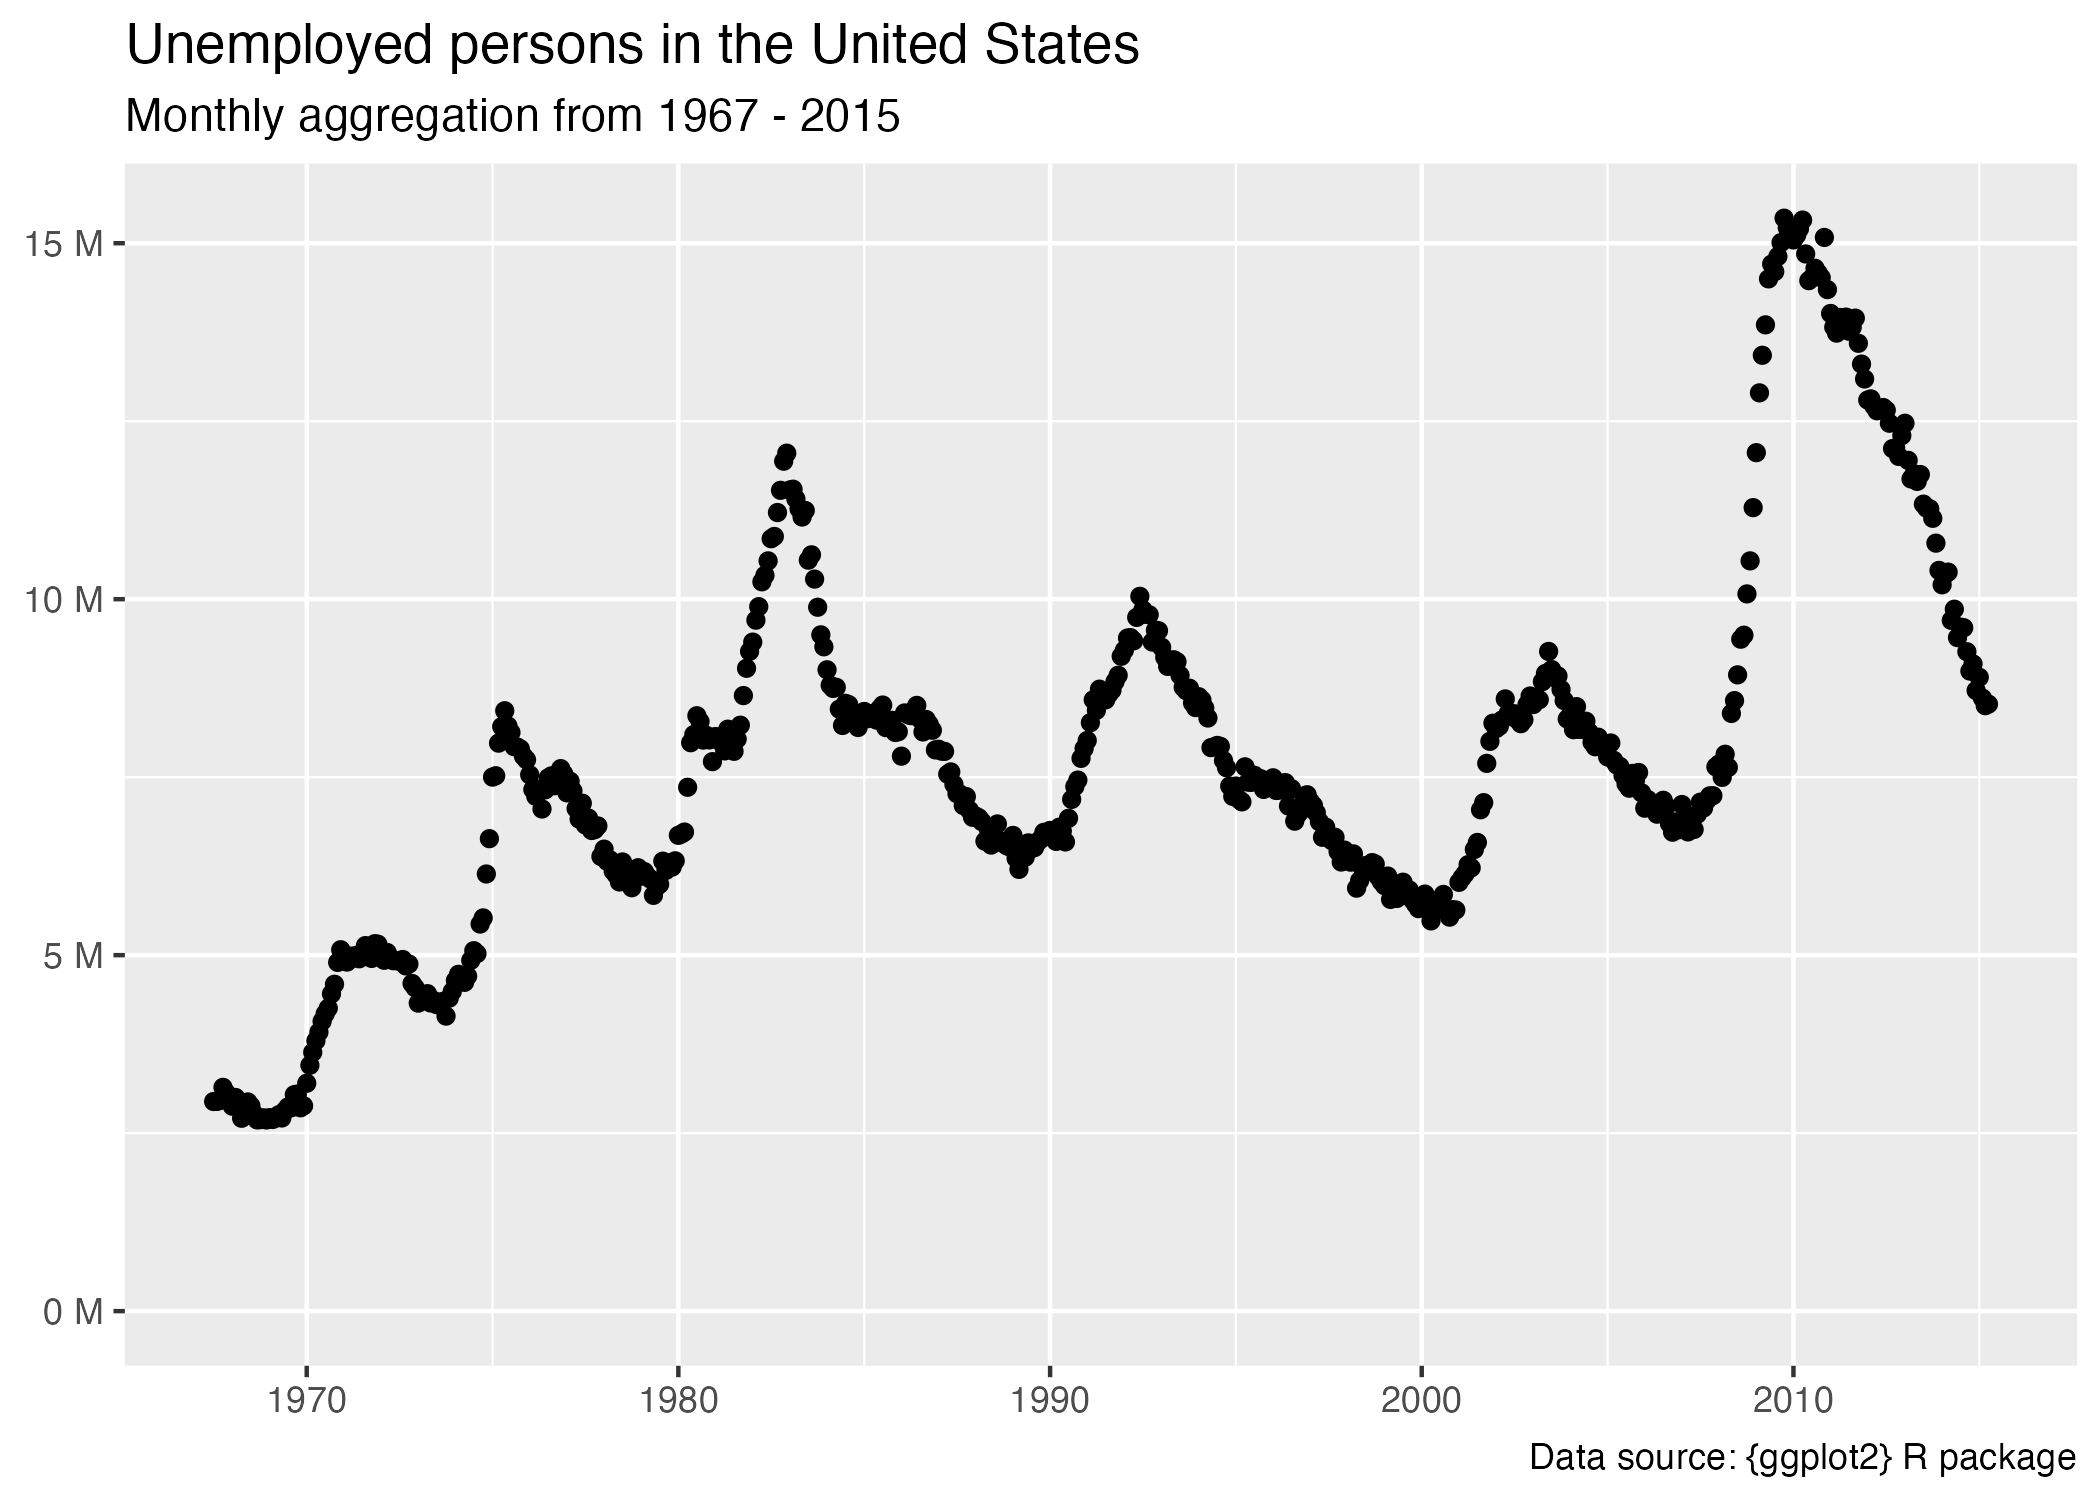 Unemployed persons in the United States
Monthly aggregation from 1967 - 2015
15 M
10 M
5 M
0 M
1970 1980 1990 2000 2010
Data source: {ggplot2} R package